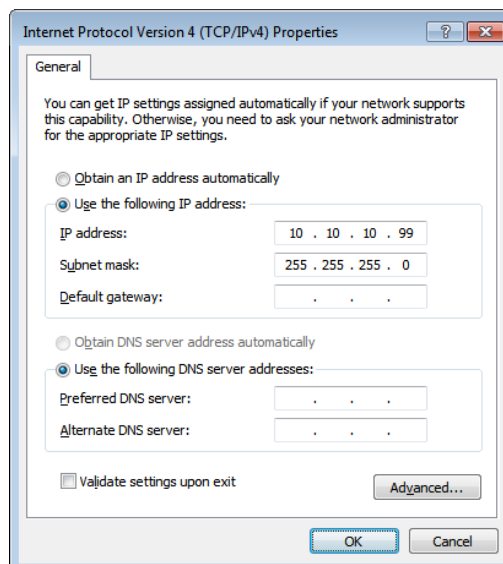 Internet Protocol Version 4 (TCP/IPv4) Properties
?
General
You can get IP settings assigned automatically if your network supports
this capability. Otherwise, you need to ask your network administrator
for the appropriate IP settings.
Obtain an IP address automatically
Use the following IP address:
IP address: 10 . 10 . 10 . 99
Subnet mask: 255 . 255 . 255 . 0
Default gateway: . . .
Obtain DNS server address automatically
Use the following DNS server addresses:
Preferred DNS server: . . .
Alternate DNS server: . . .
Validate settings upon exit
Advanced...
OK Cancel